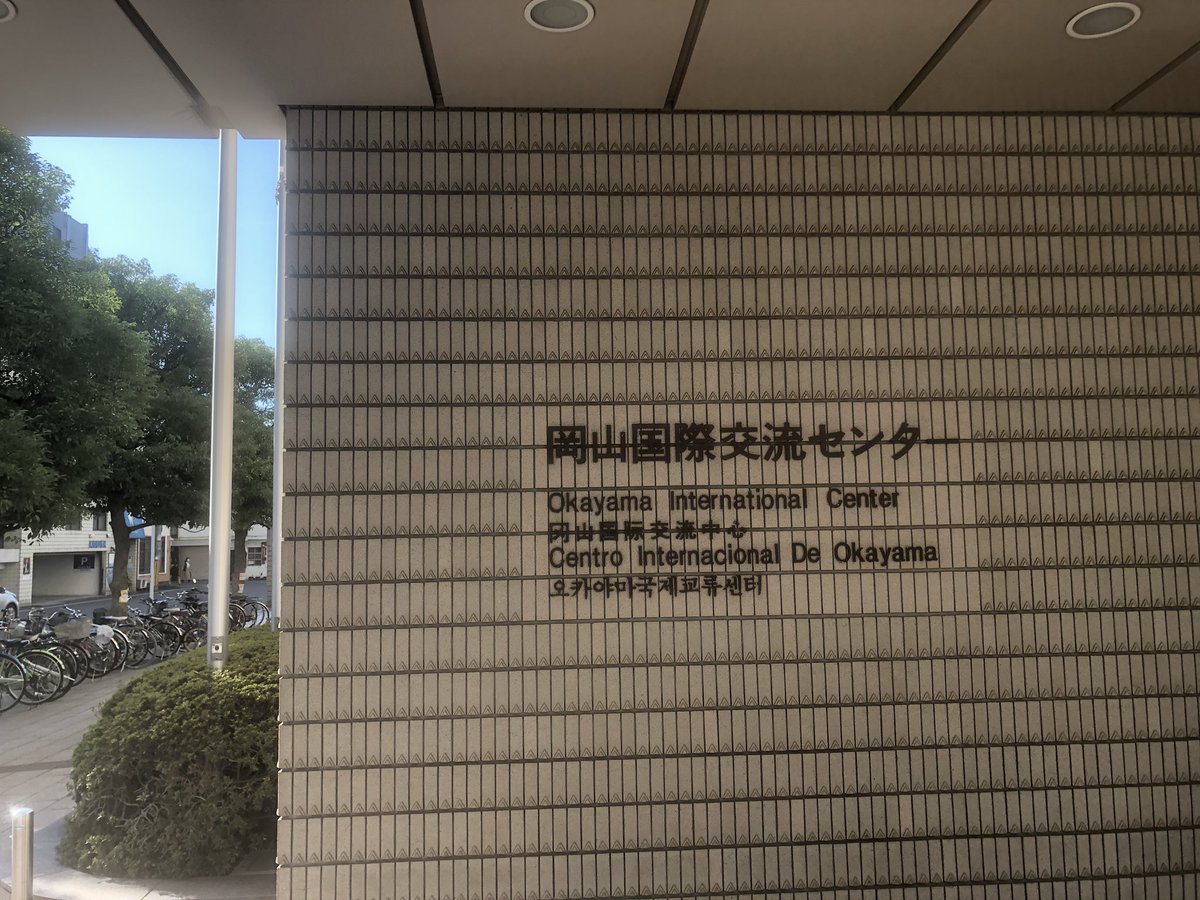 岡山国際交流センター
Okayama International Center
冈山国际交流中心
Centro Internacional De Okayama
오카야마국제교류센터